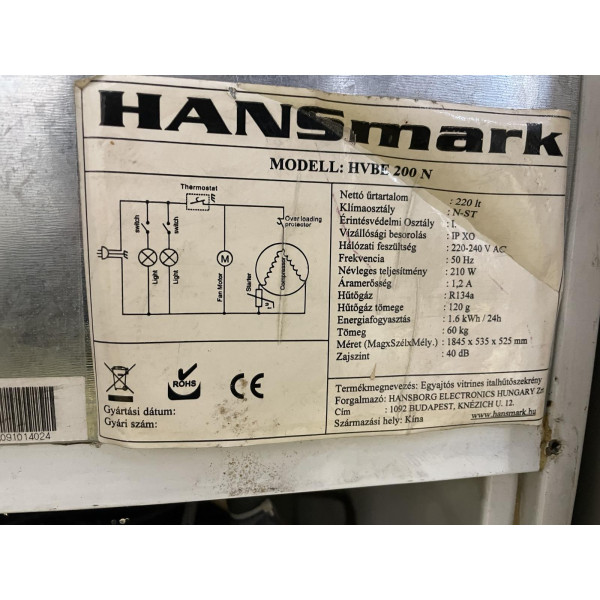 HANSmark
MODELL: HVBE 200 N
Thermostat
switch
switch
Over loading
protector
Light
Light
M
Fan Motor
Starter
Compressor
Nettó űrtartalom : 220 lt
Klímaosztály : N-ST
Érintésvédelmi Osztály : I.
Vízállósági besorolás : IP XO
Hálózati feszültség : 220-240 V AC
Frekvencia : 50 Hz
Névleges teljesítmény : 210 W
Áramerősség : 1,2 A
Hűtőgáz : R134a
Hűtőgáz tömege : 120 g
Energiafogyasztás : 1.6 kWh / 24h
Tömeg : 60 kg
Méret (MagxSzélxMély.) : 1845 x 535 x 525 mm
Zajszint : 40 dB
ROHS
CE
Gyártási dátum:
Gyári szám:
091014024
Termékmegnevezés: Egyajtós vitrines italhűtőszekrény
Forgalmazó: HANSBORG ELECTRONICS HUNGARY
Cím : 1092 BUDAPEST, KNÉZICH U. 12.
Származási hely: Kína www.hansmark.hu